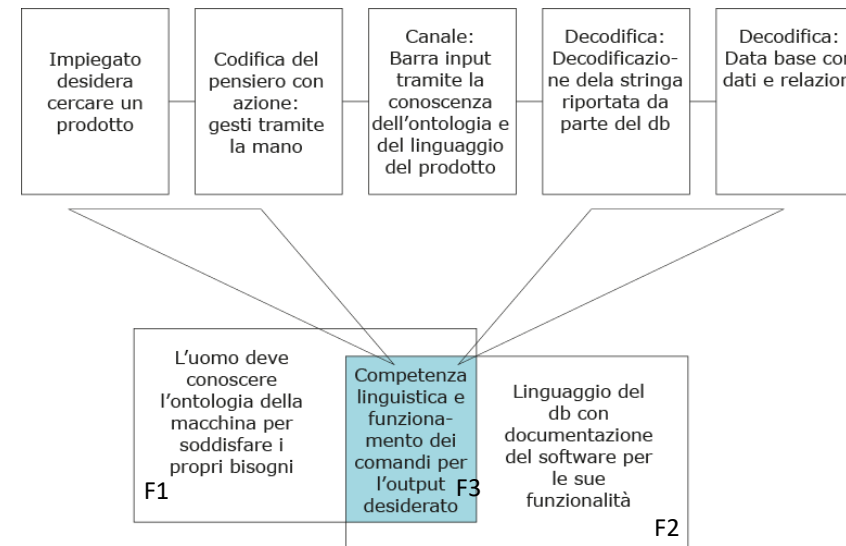 Impiegato
desidera
cercare un
prodotto
Codifica del
pensiero con
azione:
gesti tramite
la mano
Canale:
Barra input
tramite la
conoscenza
dell'ontologia e
del linguaggio
del prodotto
Decodifica:
Decodificazio-
ne dela stringa
riportata da
parte del db
Decodifica:
Data base con
dati e relazion
L'uomo deve
conoscere
l'ontologia della
macchina per
soddisfare i
propri bisogni
F1
Competenza
linguistica e
funziona-
mento dei
comandi per
l'output
desiderato
F3
Linguaggio del
db con
documentazione
del software per
le sue
funzionalità
F2